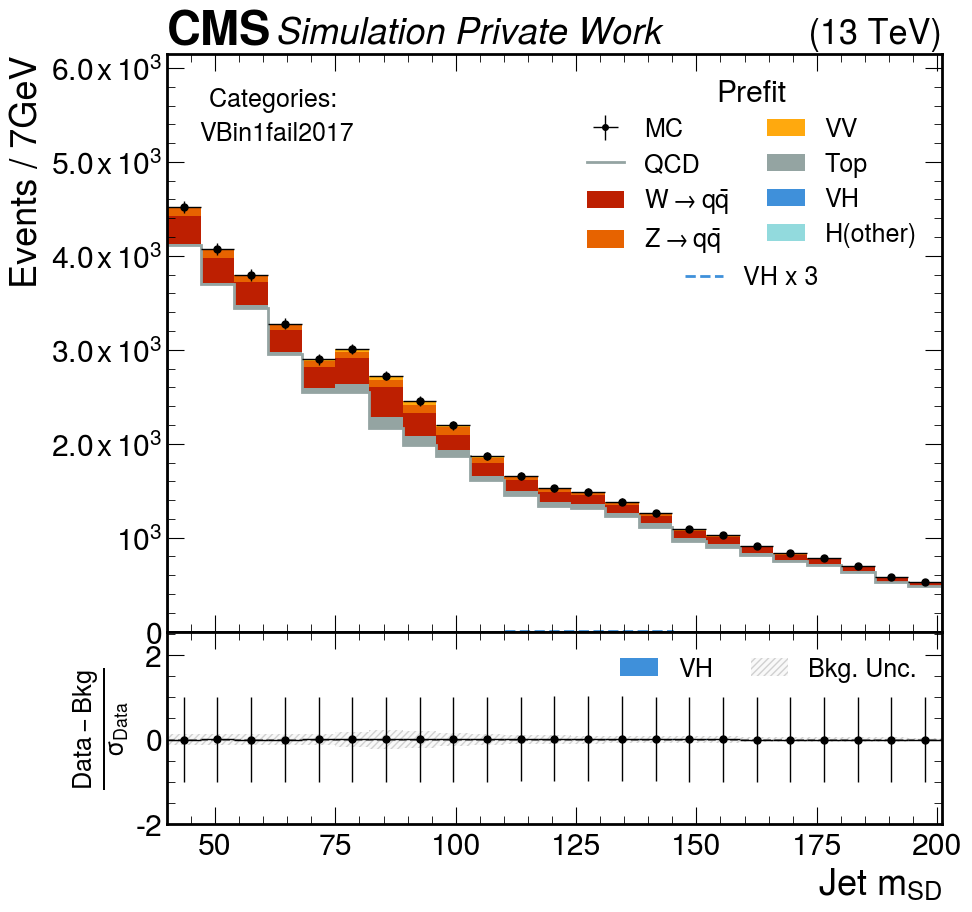 CMS Simulation Private Work (13 TeV)
Events / 7GeV
6.0 x 10³
5.0 x 10³
4.0 x 10³
3.0 x 10³
2.0 x 10³
10³
0
Categories:
VBin1fail2017
Prefit
MC
QCD
W → qq̄
Z → qq̄
VV
Top
VH
H(other)
VH x 3
Data − Bkg
σData
2
0
-2
VH Bkg. Unc.
50 75 100 125 150 175 200
Jet mSD